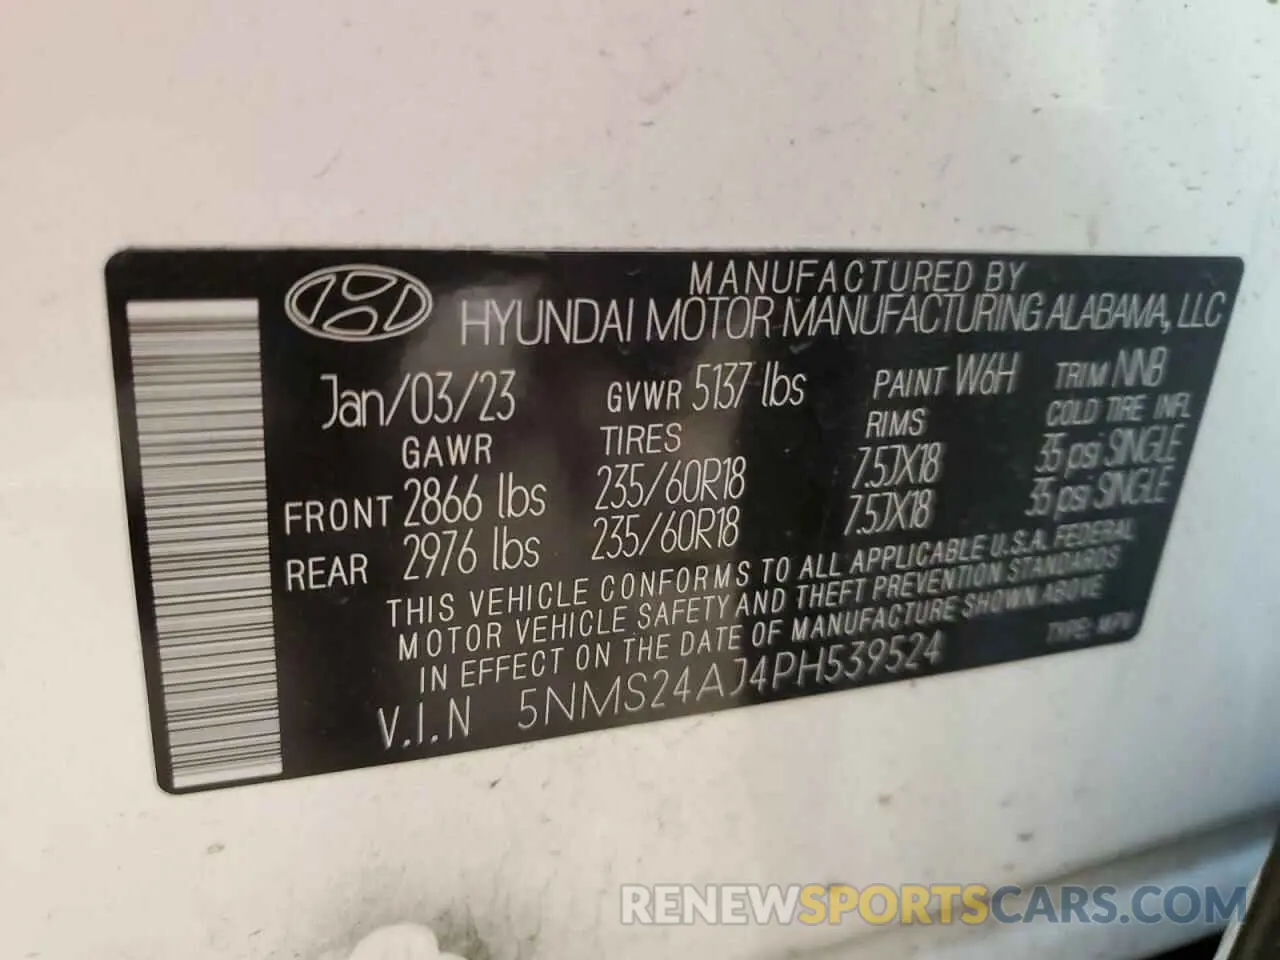 MANUFACTURED BY
HYUNDAI MOTOR MANUFACTURING ALABAMA, LLC
Jan/03/23 GVWR 5137 lbs PAINT W6H TRIM NNB
GAWR TIRES RIMS COLD TIRE INFL
FRONT 2866 lbs 235/60R18 7.5JX18 35 psi SINGLE
REAR 2976 lbs 235/60R18 7.5JX18 35 psi SINGLE
THIS VEHICLE CONFORMS TO ALL APPLICABLE U.S.A. FEDERAL
MOTOR VEHICLE SAFETY AND THEFT PREVENTION STANDARDS
IN EFFECT ON THE DATE OF MANUFACTURE SHOWN ABOVE
V.I.N 5NMS24AJ4PH539524 TYPE: MPV
RENEWSPORTSCARS.COM